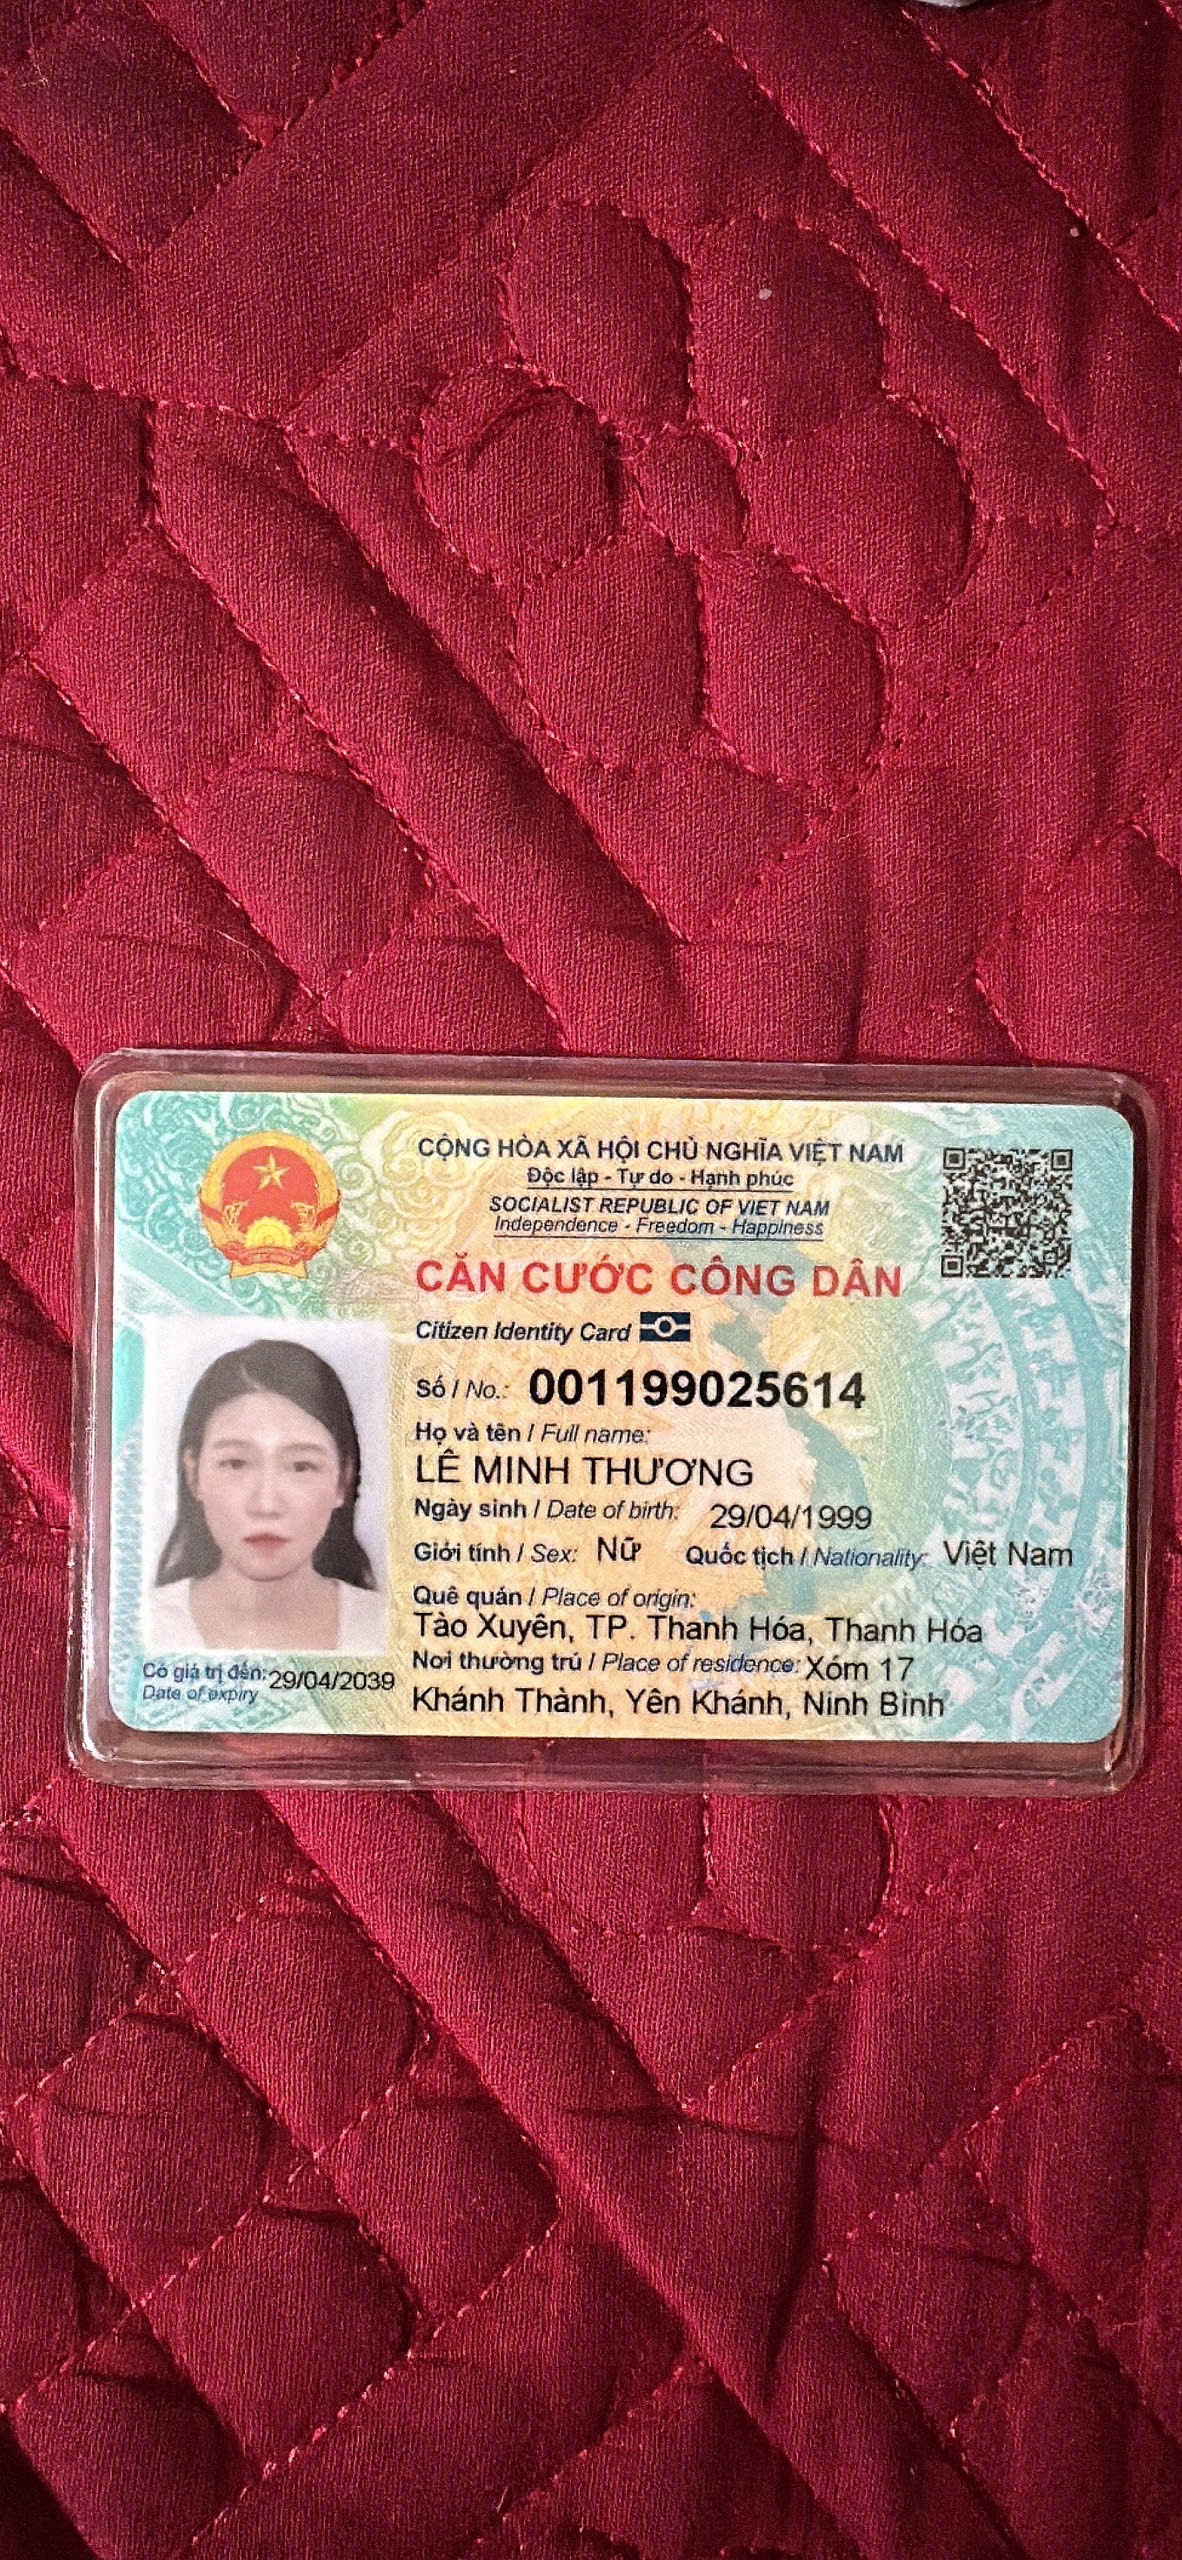 CỘNG HÒA XÃ HỘI CHỦ NGHĨA VIỆT NAM
Độc lập - Tự do - Hạnh phúc
SOCIALIST REPUBLIC OF VIET NAM
Independence - Freedom - Happiness
CĂN CƯỚC CÔNG DÂN
Citizen Identity Card
Số / No.: 001199025614
Họ và tên / Full name:
LÊ MINH THƯƠNG
Ngày sinh / Date of birth: 29/04/1999
Giới tính / Sex: Nữ Quốc tịch / Nationality: Việt Nam
Quê quán / Place of origin:
Tào Xuyên, TP. Thanh Hóa, Thanh Hóa
Nơi thường trú / Place of residence: Xóm 17
Khánh Thành, Yên Khánh, Ninh Bình
Có giá trị đến: 29/04/2039
Date of expiry